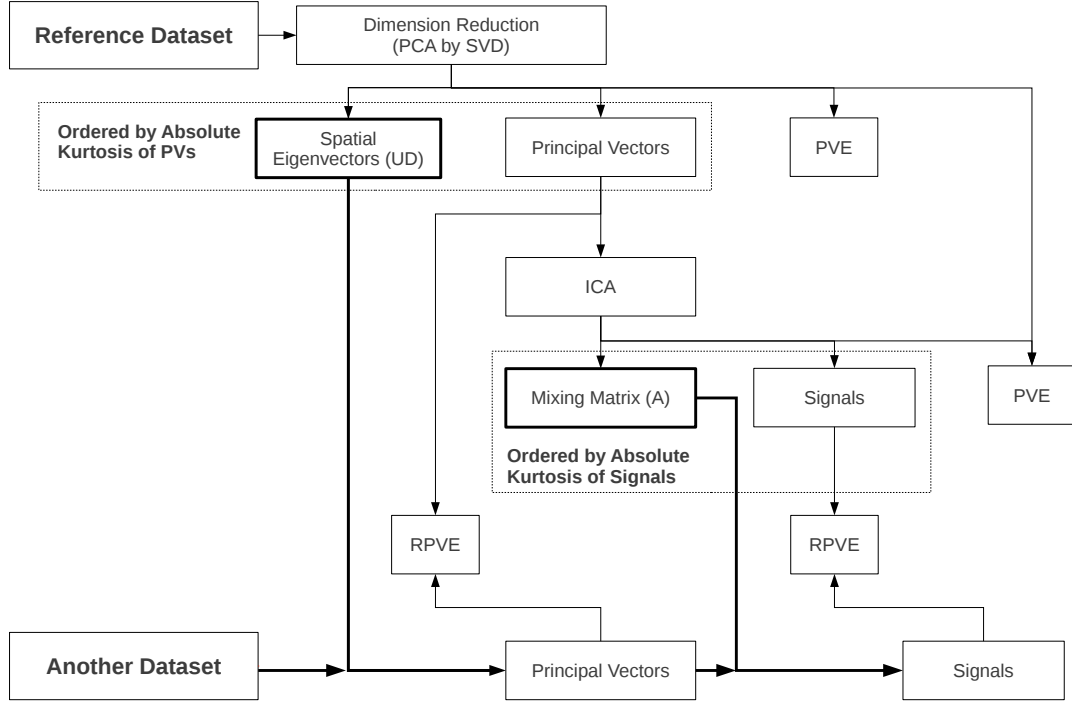 Reference Dataset
Dimension Reduction
(PCA by SVD)
Ordered by Absolute
Kurtosis of PVs
Spatial
Eigenvectors (UD)
Principal Vectors
PVE
ICA
Mixing Matrix (A)
Signals
PVE
Ordered by Absolute
Kurtosis of Signals
RPVE
RPVE
Another Dataset
Principal Vectors
Signals